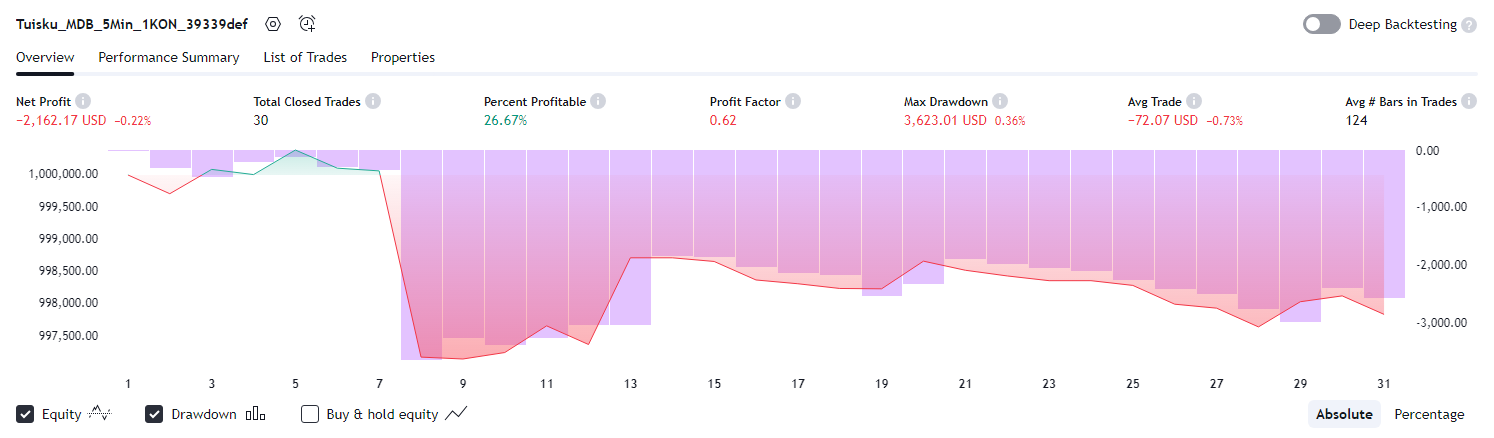 Tuisku_MDB_5Min_1KON_39339def
Deep Backtesting ?
Overview Performance Summary List of Trades Properties
Net Profit i Total Closed Trades i Percent Profitable i Profit Factor i Max Drawdown i Avg Trade i Avg # Bars in Trades i
−2,162.17 USD −0.22% 30 26.67% 0.62 3,623.01 USD 0.36% −72.07 USD −0.73% 124
0.00
1,000,000.00
999,500.00 -1,000.00
999,000.00
998,500.00 -2,000.00
998,000.00
997,500.00 -3,000.00
1 3 5 7 9 11 13 15 17 19 21 23 25 27 29 31
Equity Drawdown Buy & hold equity Absolute Percentage